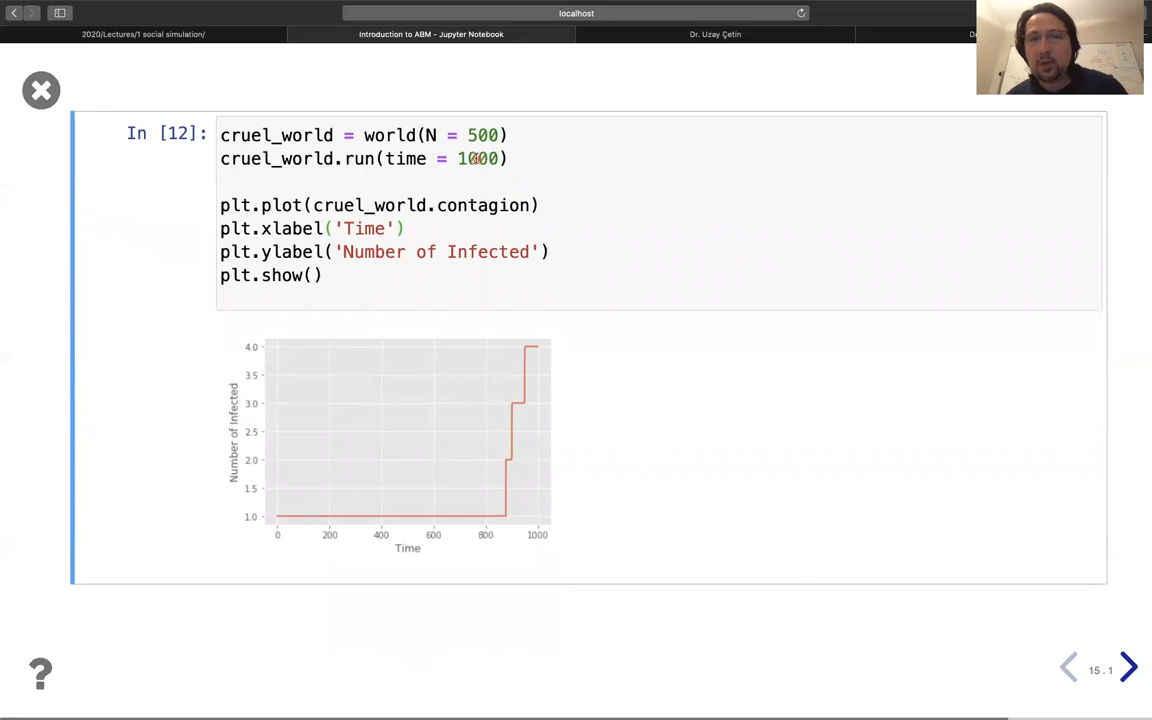 localhost
2020/Lectures/1 social simulation/
Introduction to ABM - Jupyter Notebook
Dr. Uzay Çetin
In [12]:
cruel_world = world(N = 500)
cruel_world.run(time = 1000)
plt.plot(cruel_world.contagion)
plt.xlabel('Time')
plt.ylabel('Number of Infected')
plt.show()
4.0
3.5
3.0
2.5
2.0
1.5
1.0
Number of Infected
0 200 400 600 800 1000
Time
?
15.1